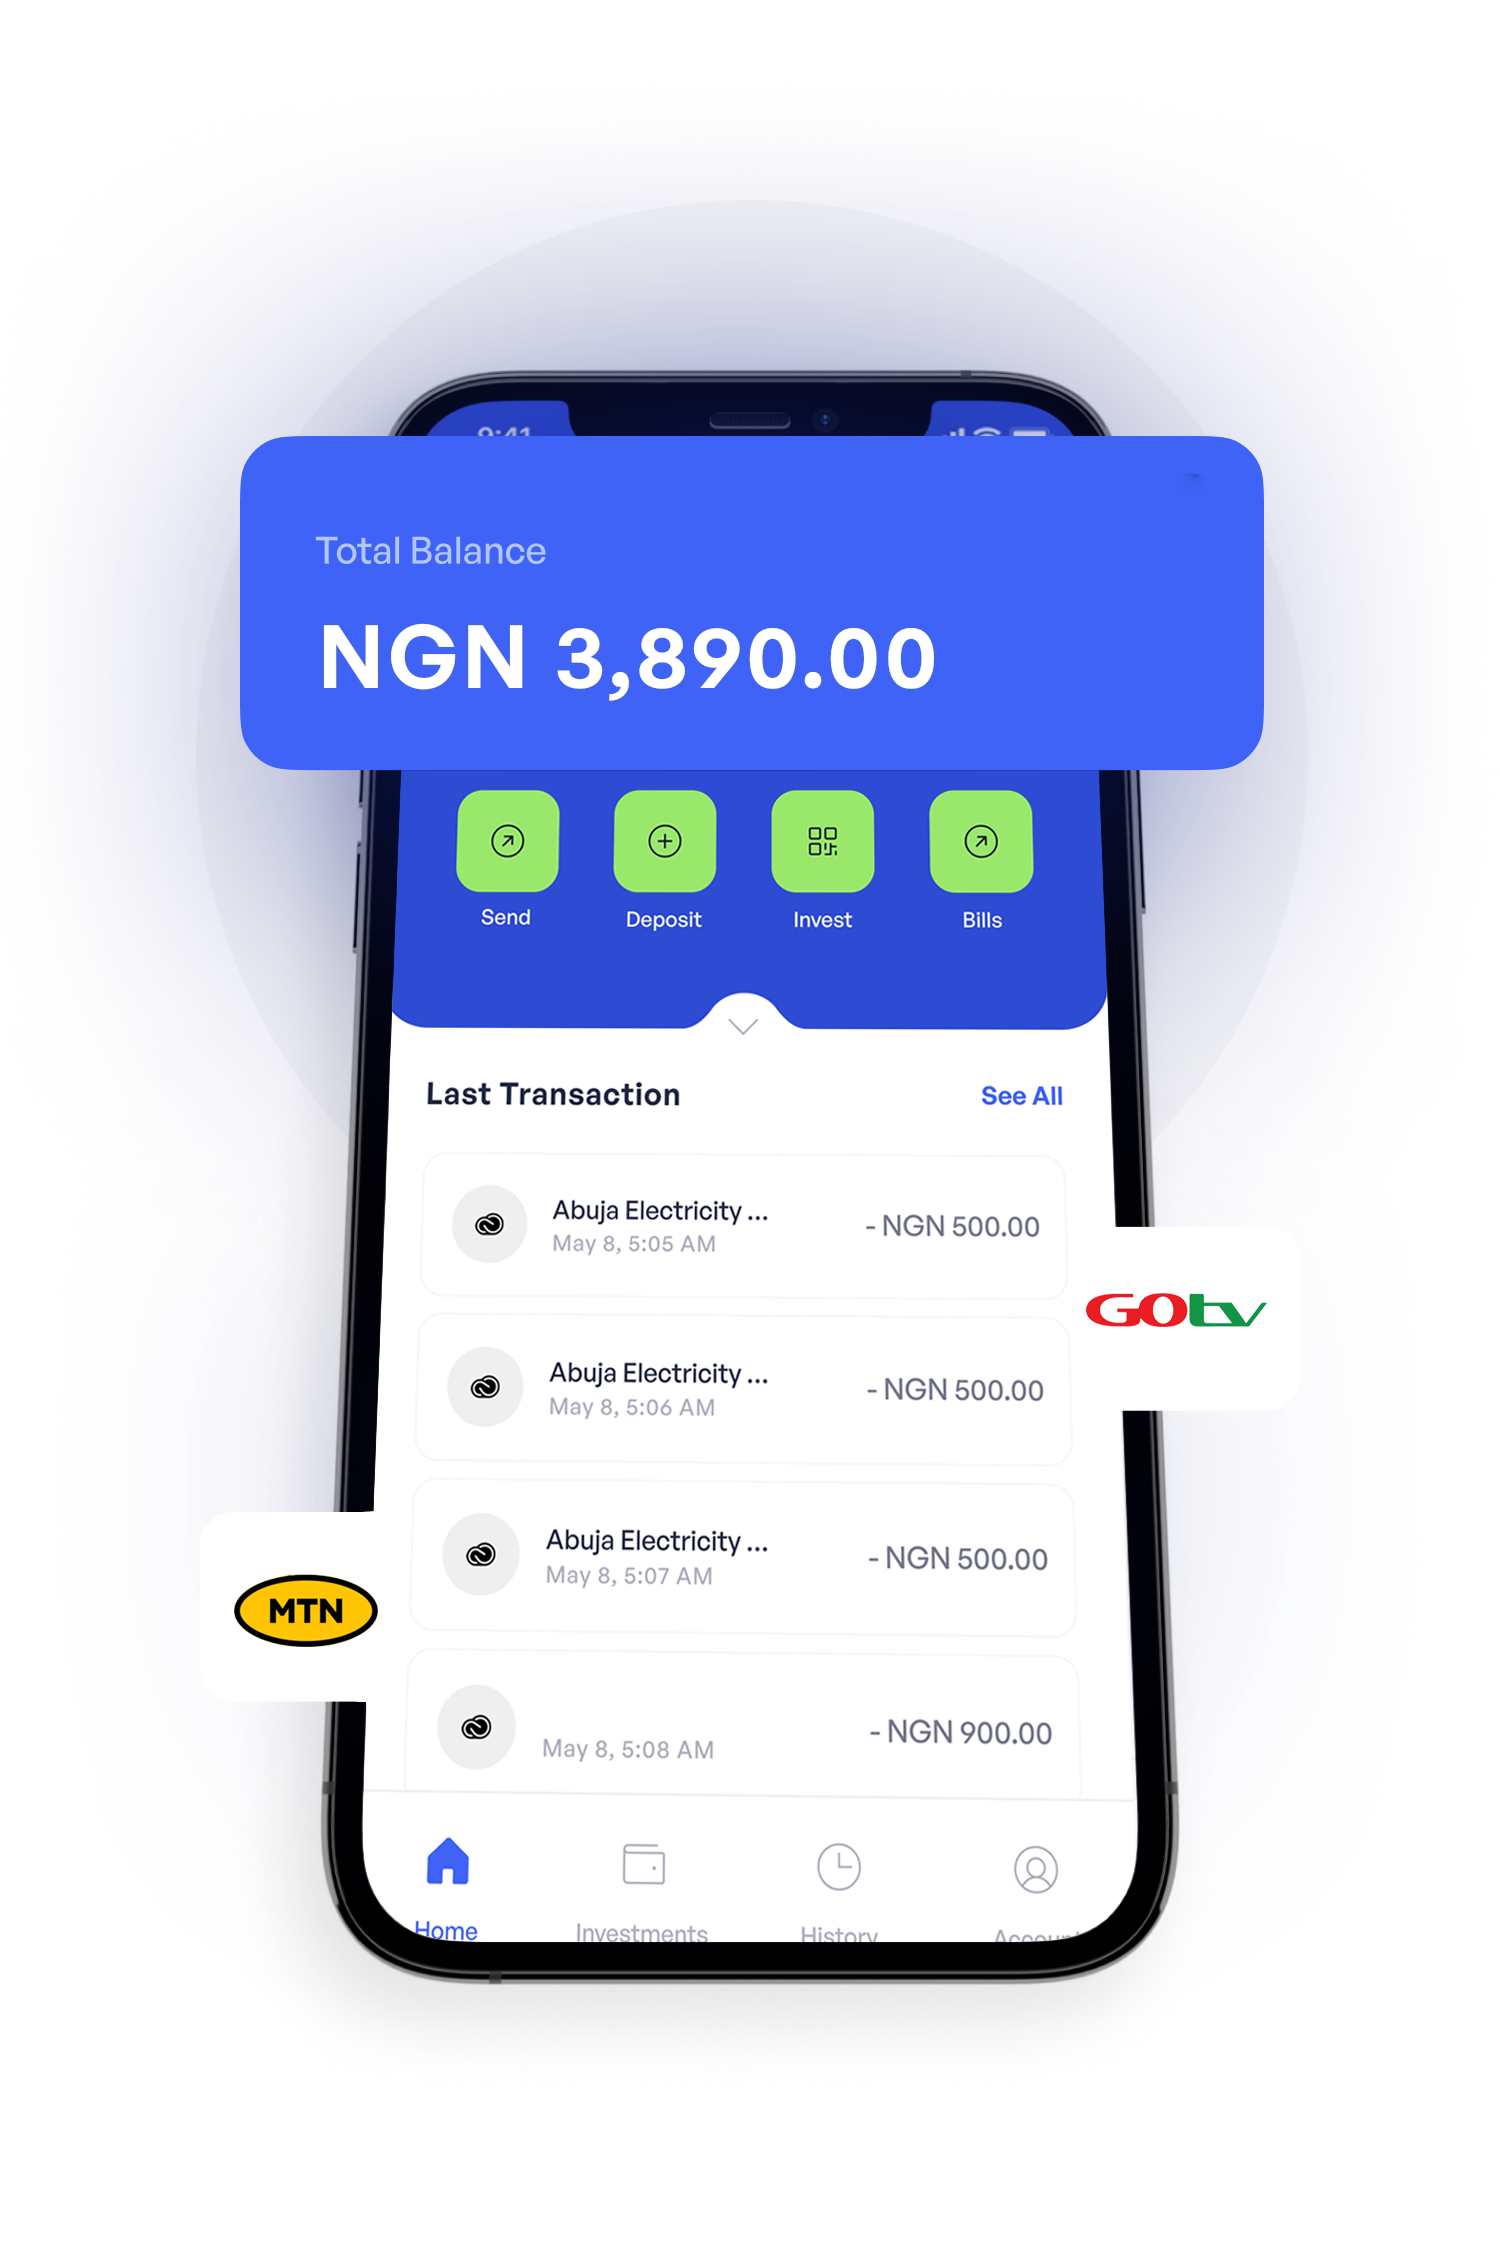 9:41
Total Balance
NGN 3,890.00
Send
Deposit
Invest
Bills
Last Transaction
See All
Abuja Electricity ...
May 8, 5:05 AM
- NGN 500.00
GOtv
Abuja Electricity ...
May 8, 5:06 AM
- NGN 500.00
Abuja Electricity ...
May 8, 5:07 AM
- NGN 500.00
MTN
May 8, 5:08 AM
- NGN 900.00
Home
Investments
History
Account